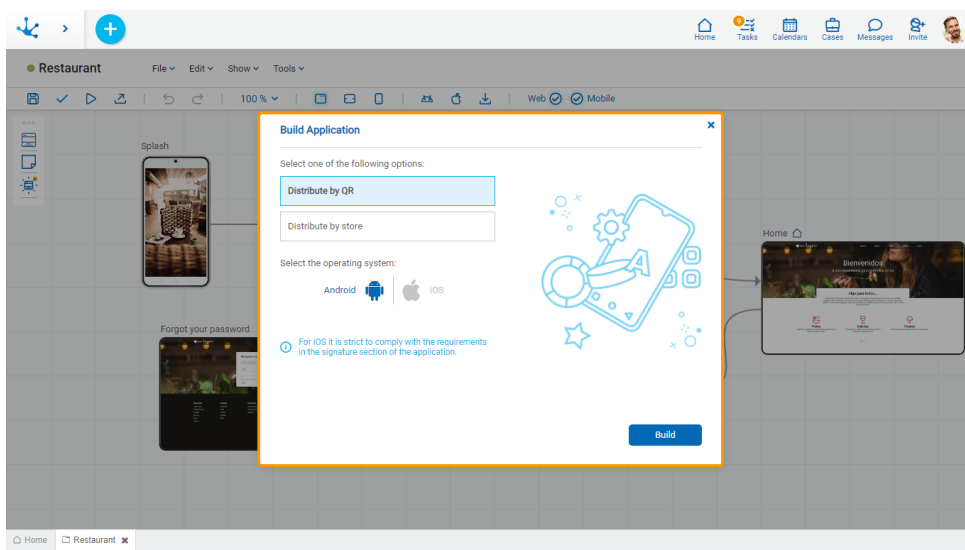 Home
9
Tasks
Calendars
Cases
Messages
Invite
Restaurant
File
Edit
Show
Tools
100 %
Web
Mobile
Splash
Build Application
Select one of the following options:
Distribute by QR
Distribute by store
Select the operating system:
Android
iOS
For iOS it is strict to comply with the requirements
in the signature section of the application.
Build
A
Forgot your password
Home
Bienvenidos
Home
Restaurant